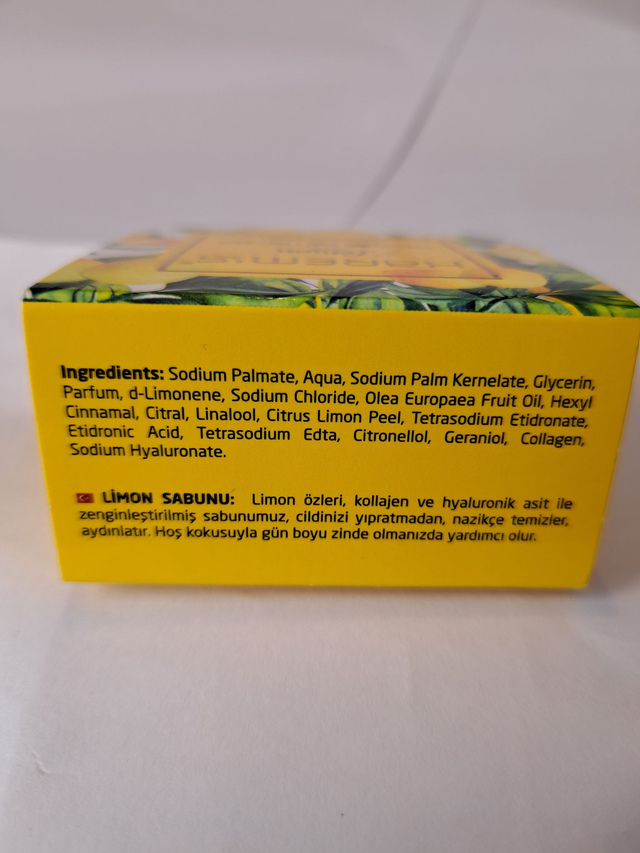 HAREM'S
Ingredients: Sodium Palmate, Aqua, Sodium Palm Kernelate, Glycerin,
Parfum, d-Limonene, Sodium Chloride, Olea Europaea Fruit Oil, Hexyl
Cinnamal, Citral, Linalool, Citrus Limon Peel, Tetrasodium Etidronate,
Etidronic Acid, Tetrasodium Edta, Citronellol, Geraniol, Collagen,
Sodium Hyaluronate.
LİMON SABUNU: Limon özleri, kollajen ve hyaluronik asit ile
zenginleştirilmiş sabunumuz, cildinizi yıpratmadan, nazikçe temizler,
aydınlatır. Hoş kokusuyla gün boyu zinde olmanızda yardımcı olur.